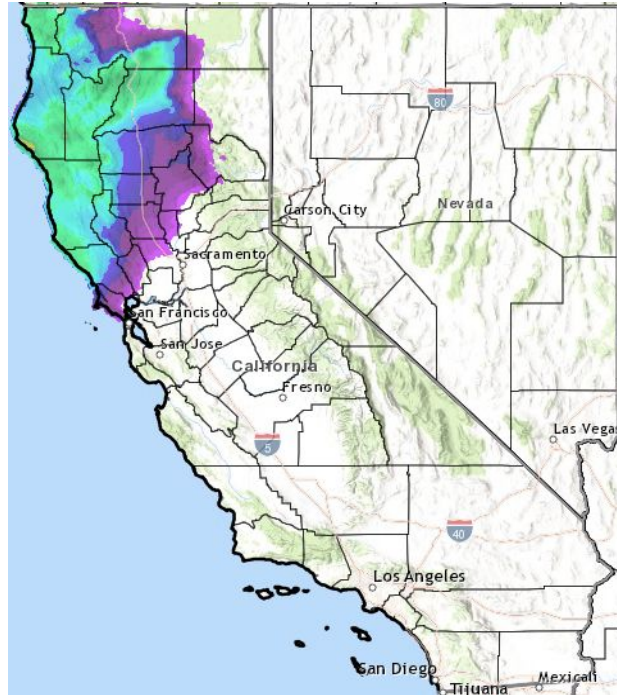 80
Nevada
Carson City
Sacramento
San Francisco
San Jose
California
Fresno
Las Vegas
5
40
Los Angeles
San Diego
Tijuana
Mexicali